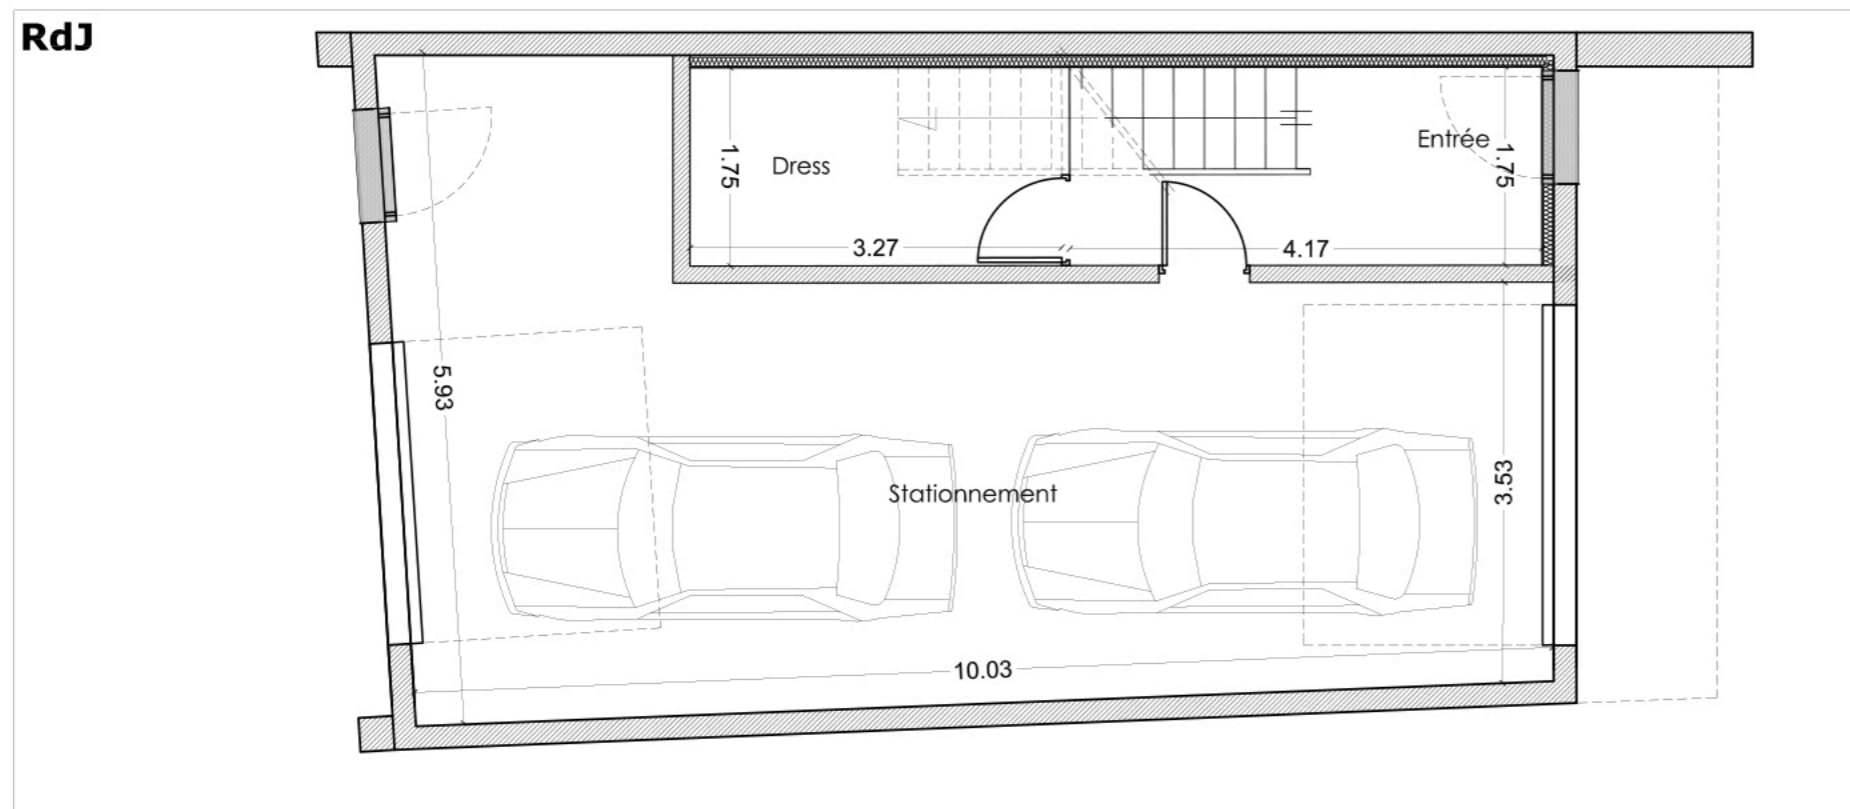 RdJ
Entrée
1.75
Dress
1.75
3.27
4.17
5.93
Stationnement
3.53
10.03